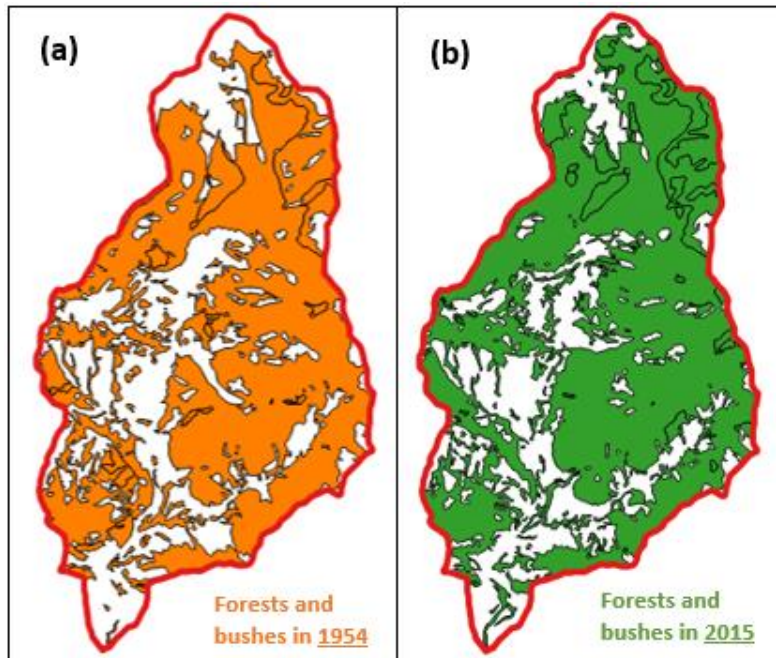 (a)
Forests and
bushes in 1954
(b)
Forests and
bushes in 2015